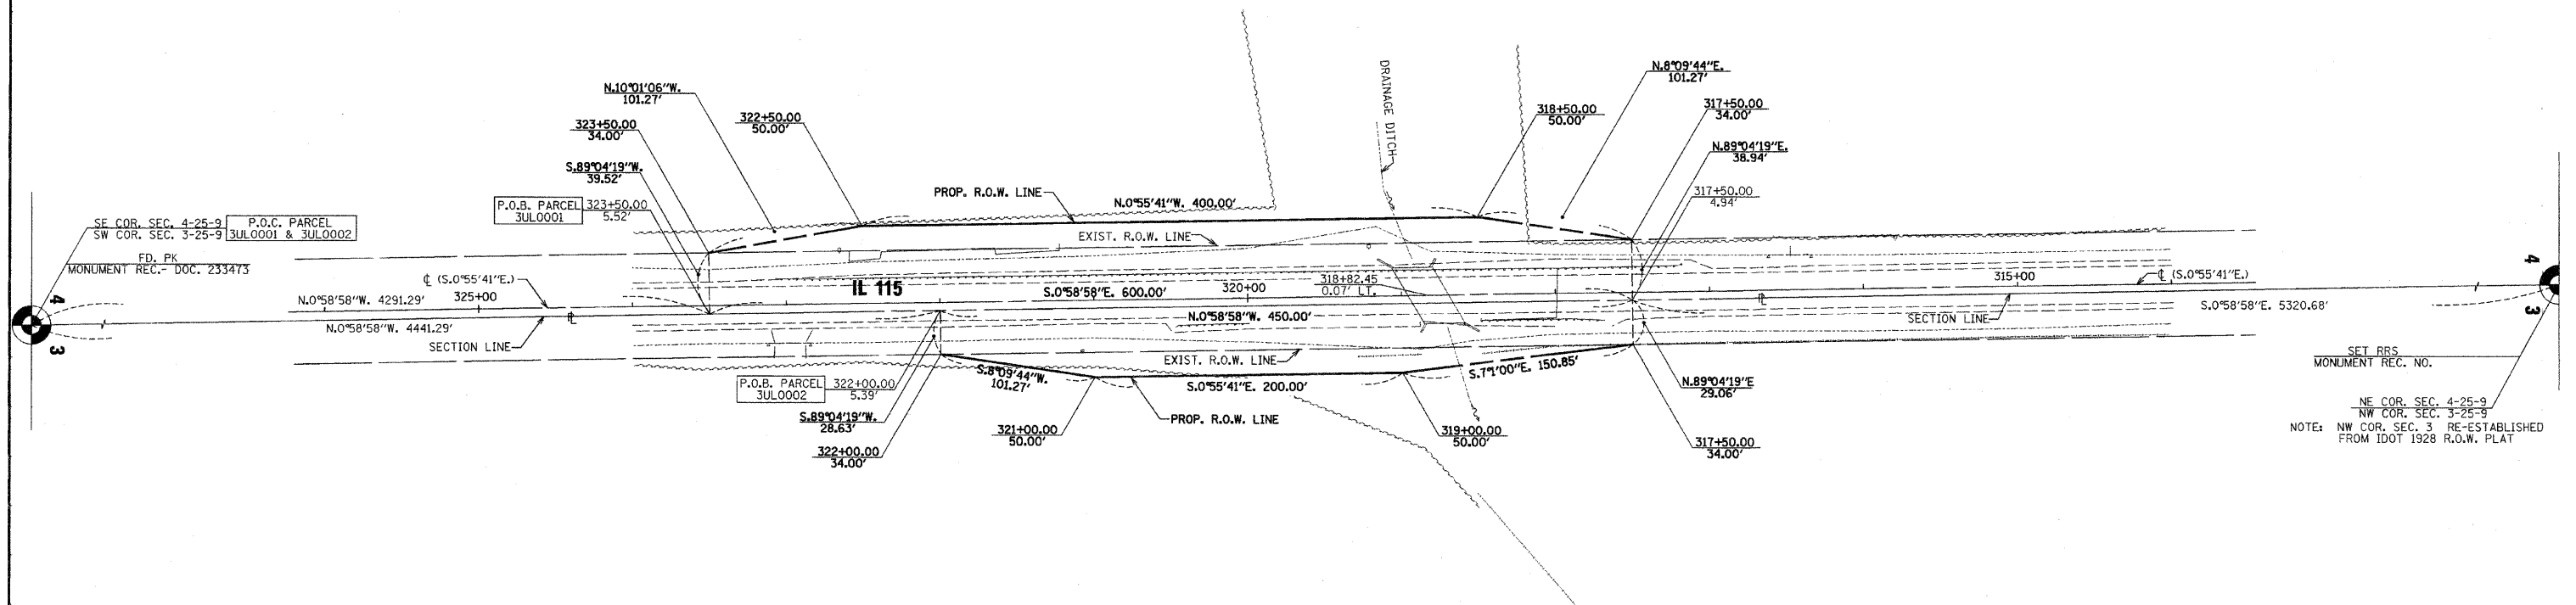 N.10°01'06"W.
101.27'
323+50.00
34.00'
322+50.00
50.00'
S.89°04'19"W.
39.52'
P.O.B. PARCEL
3UL0001
323+50.00
5.52'
SE COR. SEC. 4-25-9
SW COR. SEC. 3-25-9
P.O.C. PARCEL
3UL0001 & 3UL0002
FD. PK
MONUMENT REC.- DOC. 233473
4
3
℄ (S.0°55'41"E.)
N.0°58'58"W. 4291.29'
325+00
N.0°58'58"W. 4441.29'
SECTION LINE
PROP. R.O.W. LINE
N.0°55'41"W. 400.00'
EXIST. R.O.W. LINE
IL 115
S.0°58'58"E. 600.00'
320+00
318+82.45
0.07' LT.
N.0°58'58"W. 450.00'
EXIST. R.O.W. LINE
DRAINAGE DITCH
318+50.00
50.00'
N.8°09'44"E.
101.27'
317+50.00
34.00'
N.89°04'19"E.
38.94'
317+50.00
4.94'
P.O.B. PARCEL
3UL0002
322+00.00
5.39'
S.89°04'19"W.
28.63'
322+00.00
34.00'
S.8°09'44"W.
101.27'
321+00.00
50.00'
S.0°55'41"E. 200.00'
PROP. R.O.W. LINE
319+00.00
50.00'
S.7°1'00"E. 150.85'
N.89°04'19"E
29.06'
317+50.00
34.00'
315+00
℄ (S.0°55'41"E.)
SECTION LINE
S.0°58'58"E. 5320.68'
4
3
SET RRS
MONUMENT REC. NO.
NE COR. SEC. 4-25-9
NW COR. SEC. 3-25-9
NOTE: NW COR. SEC. 3 RE-ESTABLISHED
FROM IDOT 1928 R.O.W. PLAT